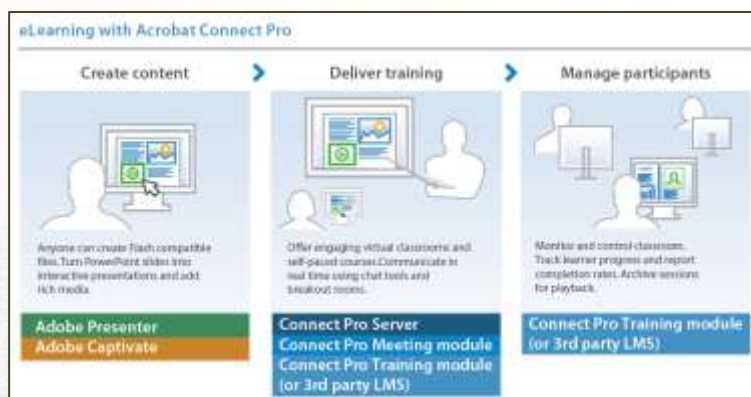 eLearning with Acrobat Connect Pro
Create content
Deliver training
Manage participants
Anyone can create Flash compatible
files. Turn PowerPoint slides into
interactive presentations and add
rich media.
Offer engaging virtual classrooms and
self-paced courses. Communicate in
real time using chat tools and
breakout rooms.
Monitor and control classroom.
Track learner progress and report
completion rates. Archive sessions
for playback.
Adobe Presenter
Adobe Captivate
Connect Pro Server
Connect Pro Meeting module
Connect Pro Training module
(or 3rd party LMS)
Connect Pro Training module
(or 3rd party LMS)